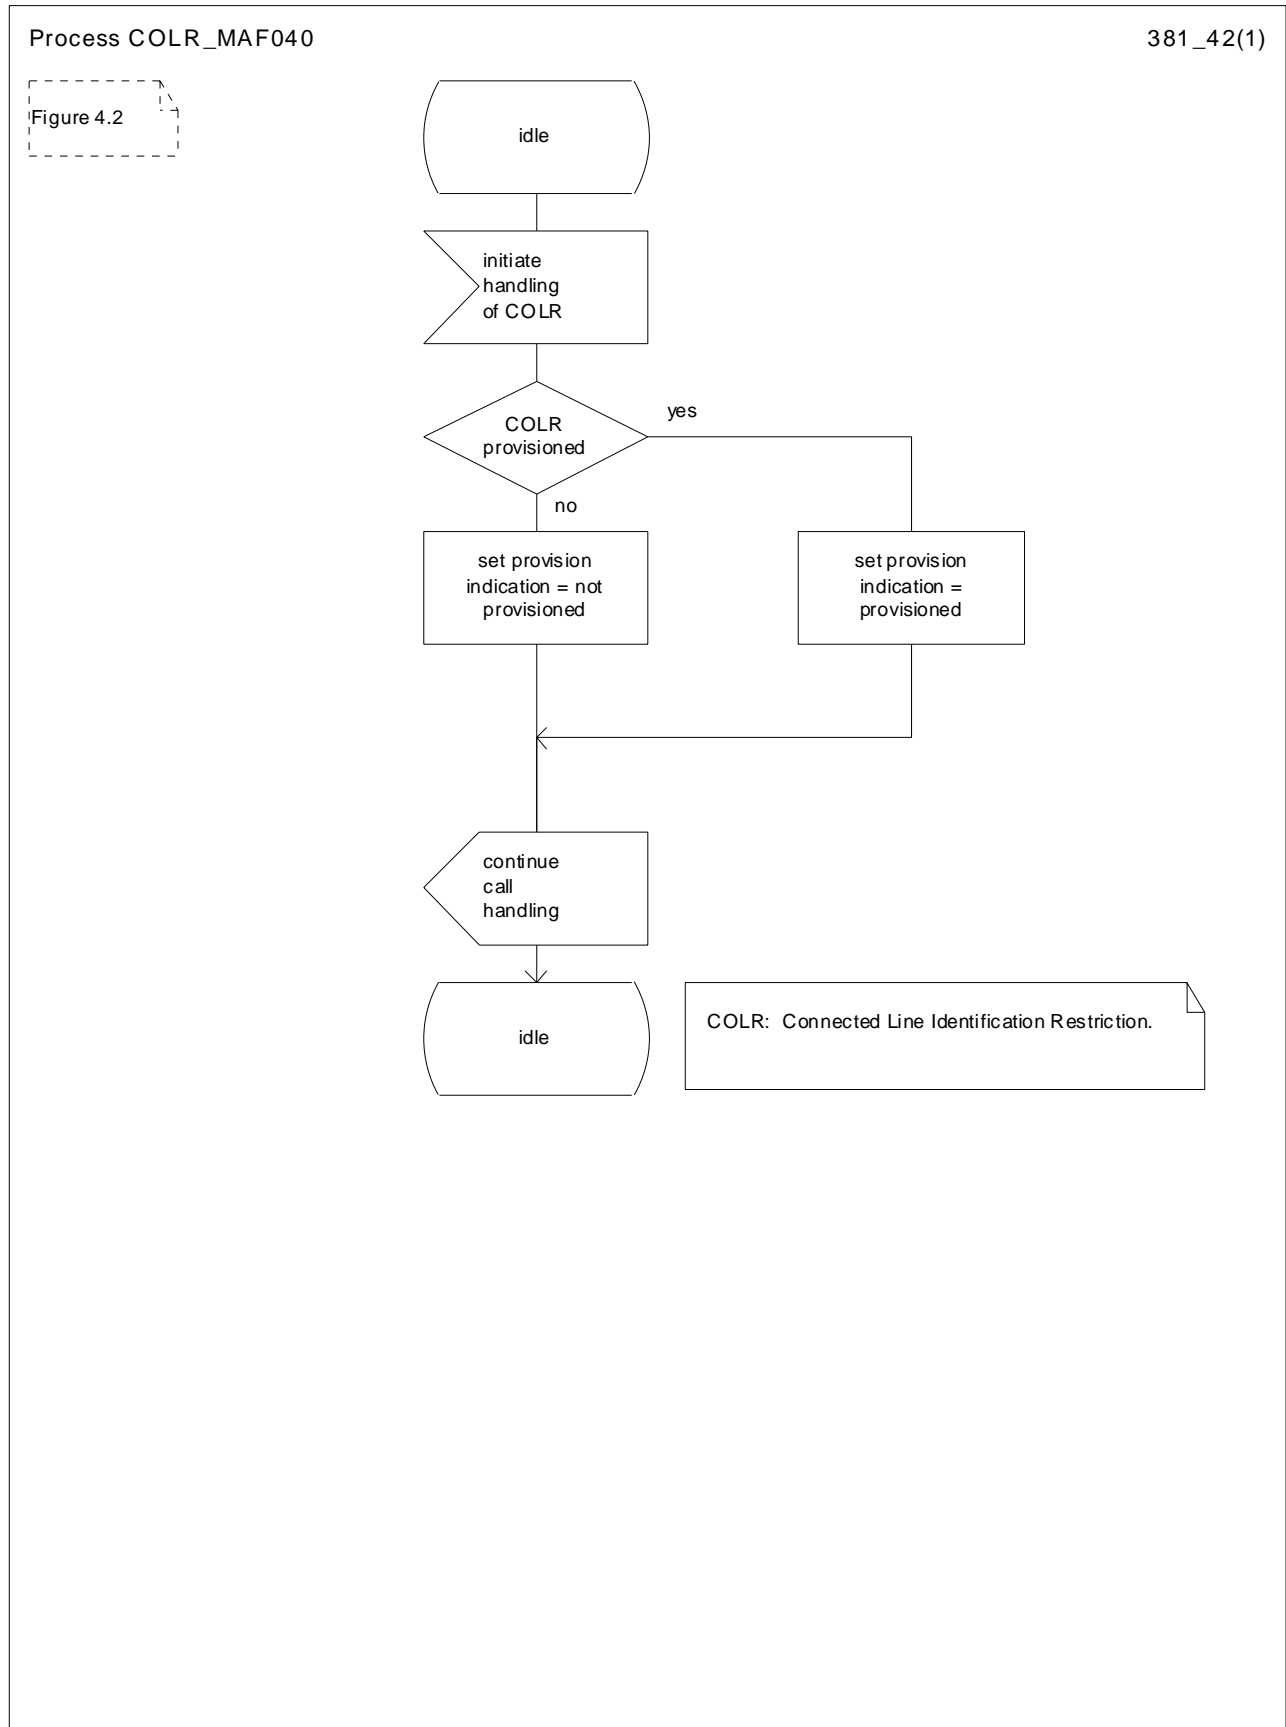 Process COLR_MAF040
381_42(1)
Figure 4.2
idle
initiate
handling
of COLR
COLR
provisioned
yes
no
set provision
indication = not
provisioned
set provision
indication =
provisioned
continue
call
handling
idle
COLR: Connected Line Identification Restriction.